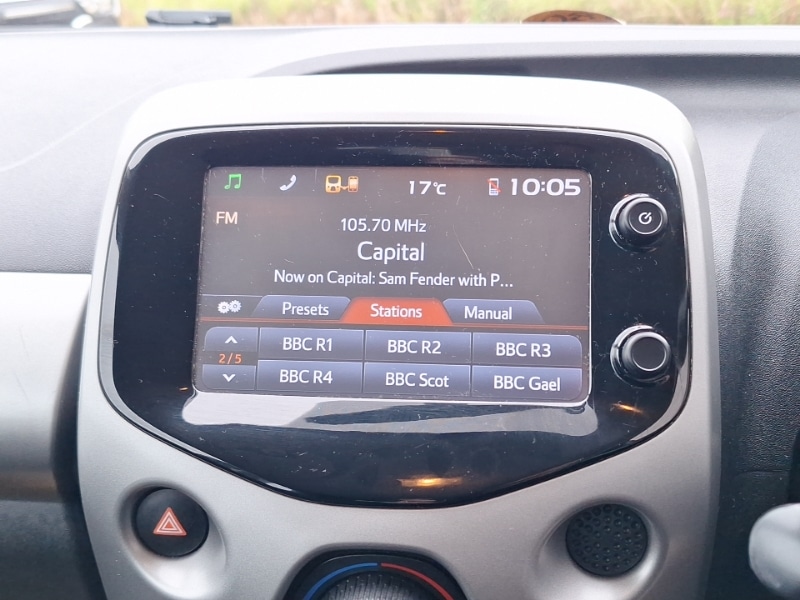 17°C 10:05
FM
105.70 MHz
Capital
Now on Capital: Sam Fender with P...
Presets Stations Manual
BBC R1 BBC R2 BBC R3
2/5
BBC R4 BBC Scot BBC Gael